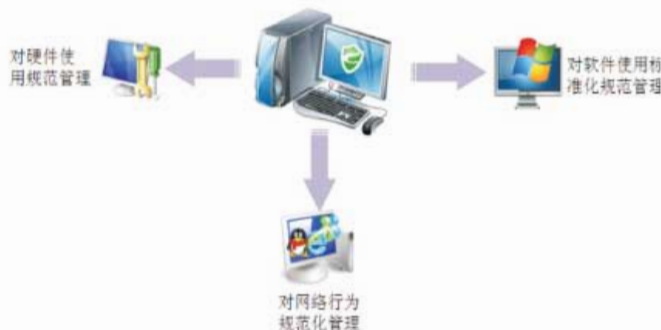 对硬件使
用规范管理
对软件使用标
准化规范管理
对网络行为
规范化管理